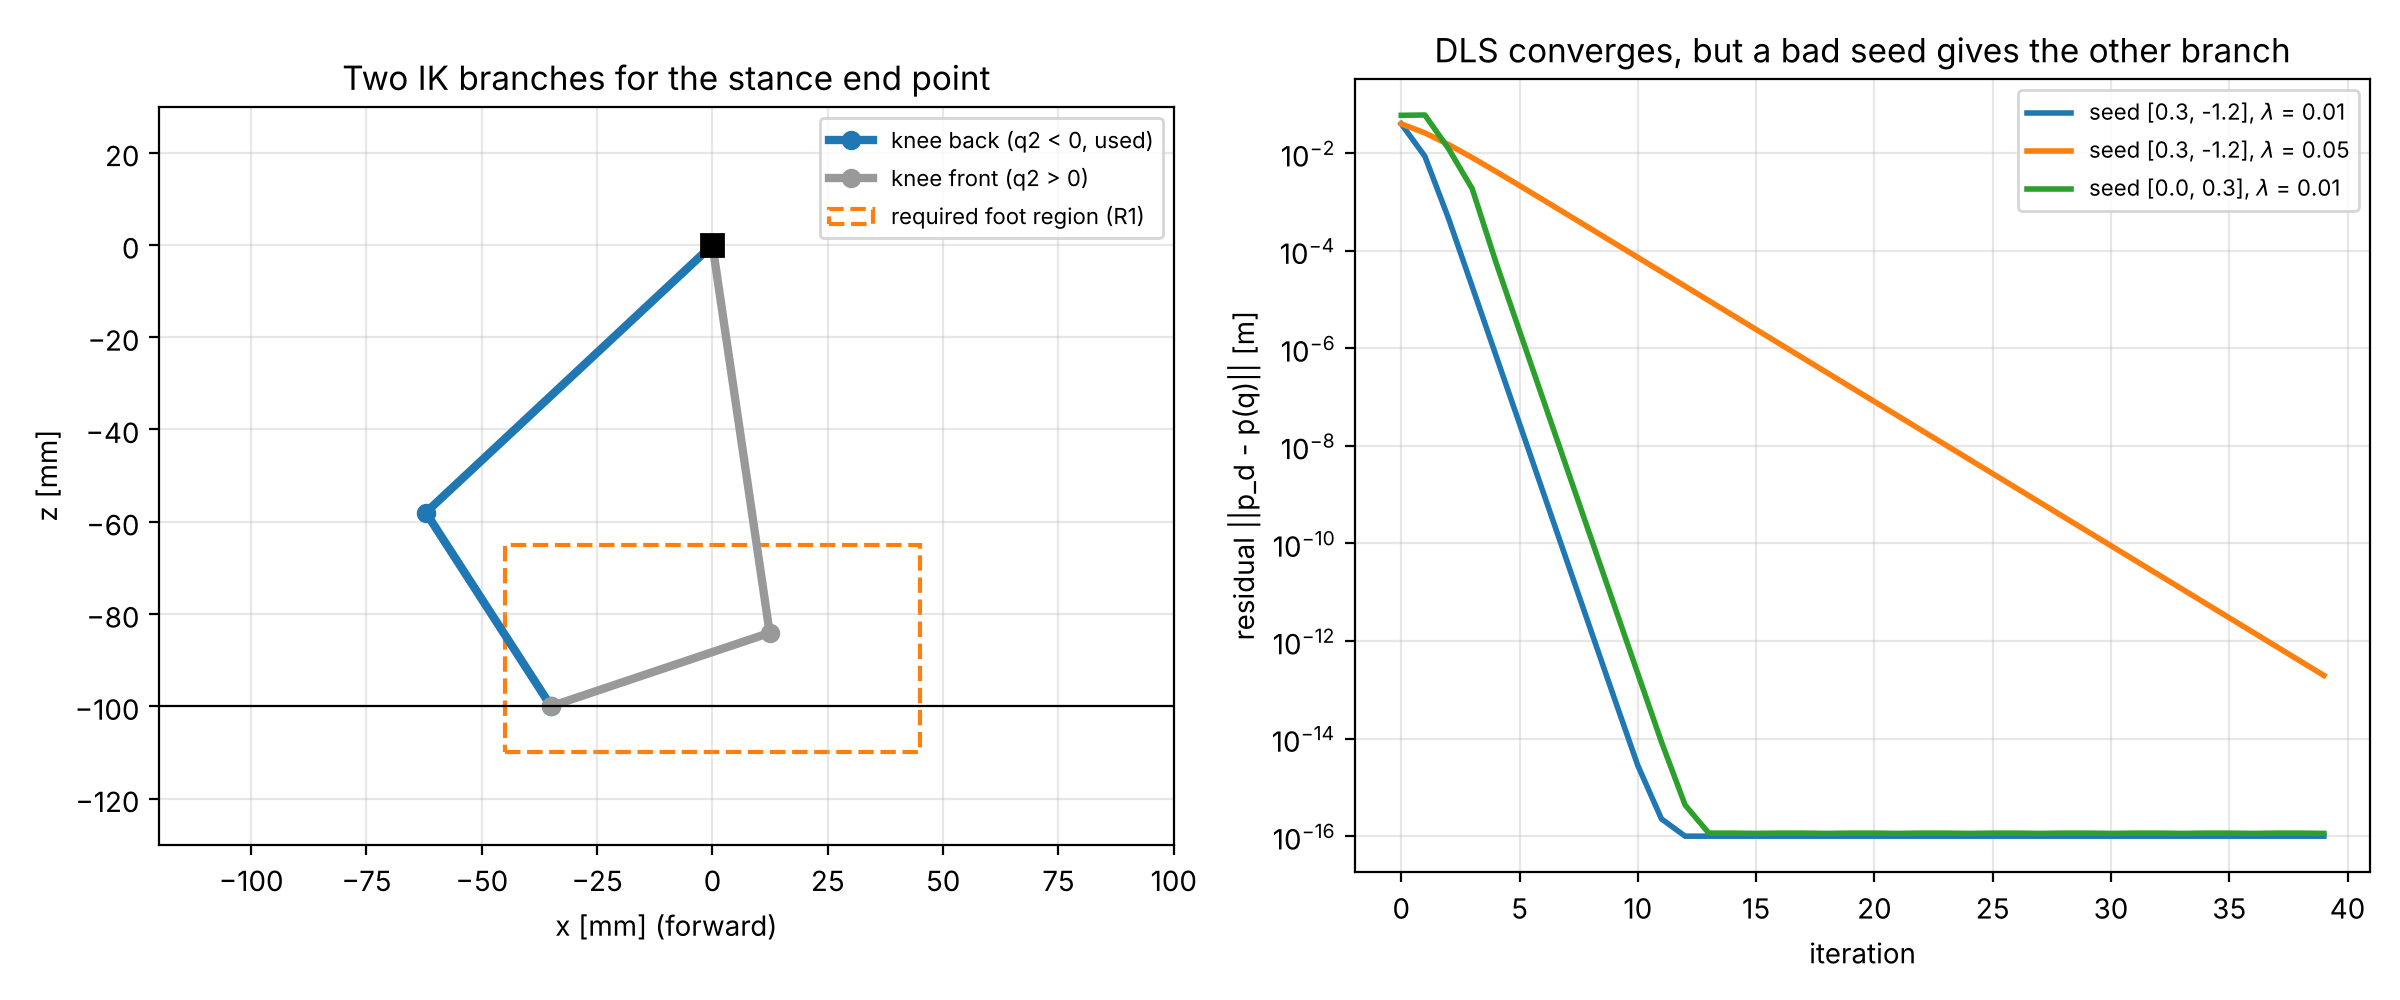 Two IK branches for the stance end point
knee back (q2 < 0, used)
knee front (q2 > 0)
required foot region (R1)
z [mm]
20
0
−20
−40
−60
−80
−100
−120
−100
−75
−50
−25
0
25
50
75
100
x [mm] (forward)
DLS converges, but a bad seed gives the other branch
seed [0.3, -1.2], λ = 0.01
seed [0.3, -1.2], λ = 0.05
seed [0.0, 0.3], λ = 0.01
residual ||p_d - p(q)|| [m]
10⁻²
10⁻⁴
10⁻⁶
10⁻⁸
10⁻¹⁰
10⁻¹²
10⁻¹⁴
10⁻¹⁶
0
5
10
15
20
25
30
35
40
iteration